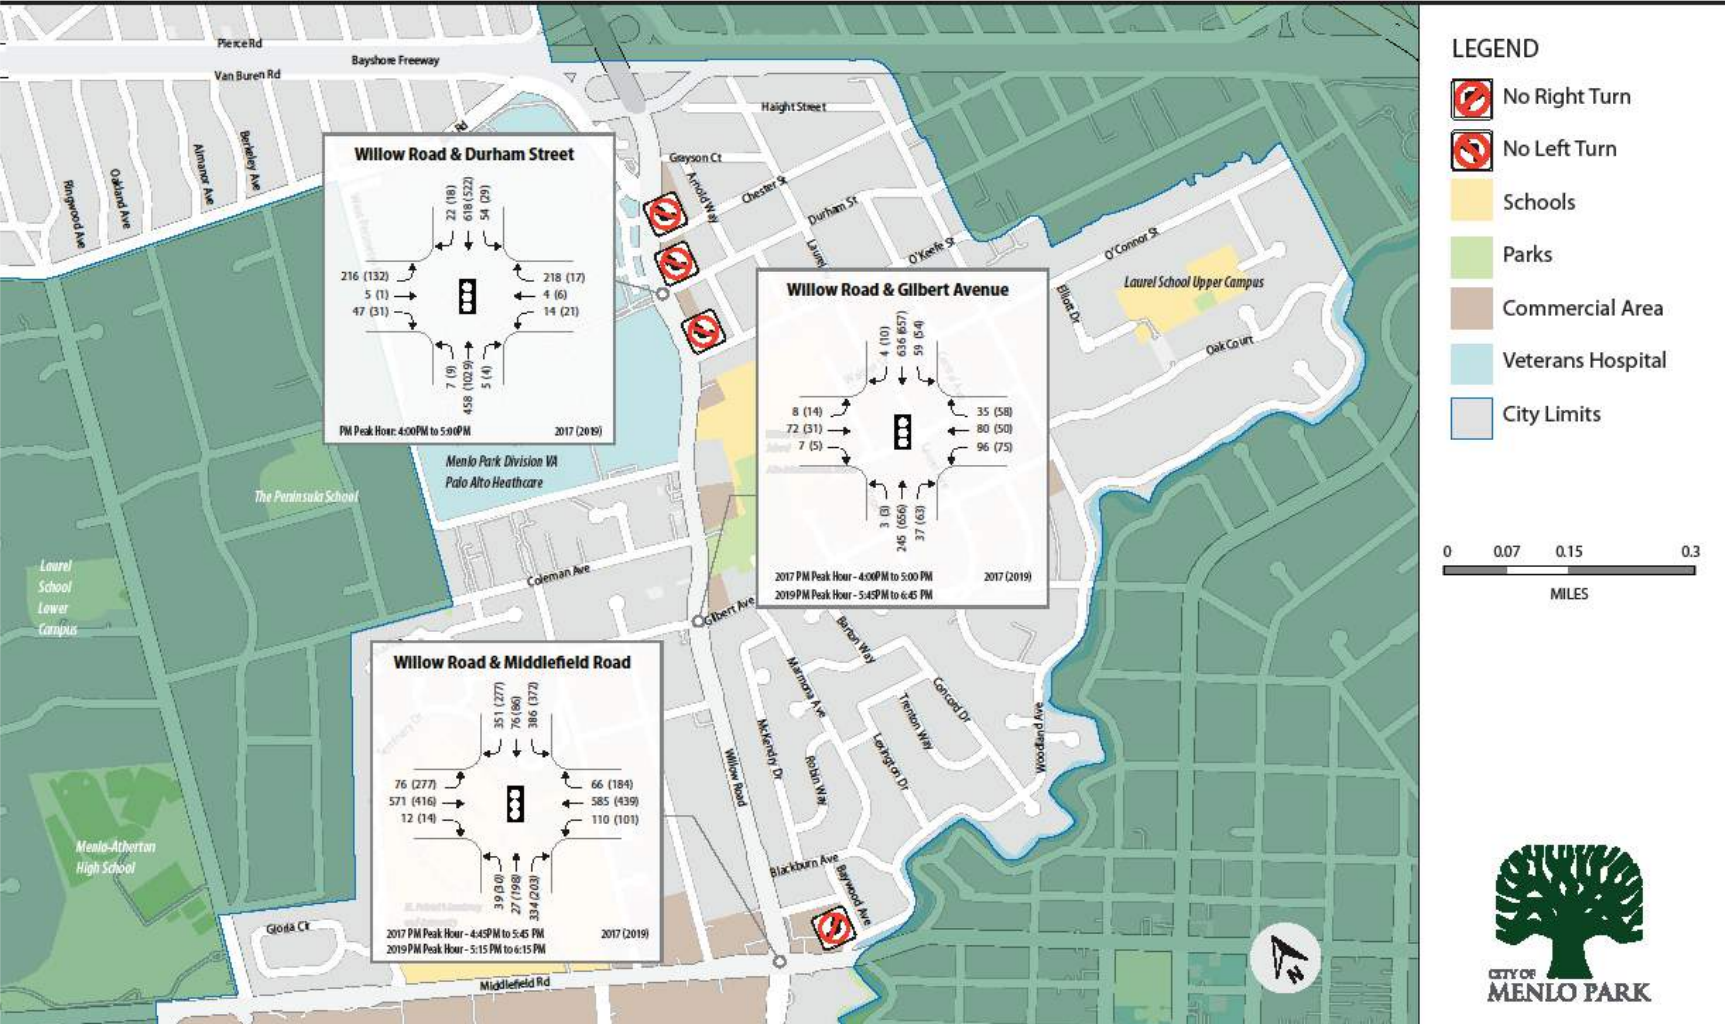 Pierce Rd
Bayshore Freeway
Van Buren Rd
Haight Street
Rd
Berkeley Ave
Almanor Ave
Oakland Ave
Ringwood Ave
Grayson Ct
Arnold Way
Chester St
Durham St
Laurel
O'Keefe St
O'Connor St
Elliott Dr
Laurel School Upper Campus
Oak Court
Willow Road & Durham Street
22 (18)
618 (522)
54 (29)
216 (132)
5 (1)
47 (31)
218 (17)
4 (6)
14 (21)
7 (9)
458 (1029)
5 (4)
PM Peak Hour: 4:00PM to 5:00PM 2017 (2019)
Willow Road & Gilbert Avenue
4 (10)
636 (657)
59 (54)
8 (14)
72 (31)
7 (5)
35 (58)
80 (50)
96 (75)
3 (3)
245 (656)
37 (63)
2017 PM Peak Hour - 4:00PM to 5:00 PM 2017 (2019)
2019 PM Peak Hour - 5:45PM to 6:45 PM
Menlo Park Division VA
Palo Alto Heathcare
The Peninsula School
Laurel
School
Lower
Campus
Coleman Ave
Gilbert Ave
Willow Road & Middlefield Road
351 (277)
76 (86)
386 (372)
76 (277)
571 (416)
12 (14)
66 (184)
585 (439)
110 (101)
39 (30)
27 (198)
334 (203)
2017 PM Peak Hour - 4:45PM to 5:45 PM 2017 (2019)
2019 PM Peak Hour - 5:15 PM to 6:15 PM
Barton Way
Marmona Ave
Concord Dr
Trenton Way
Lexington Dr
McKendry Dr
Robin Way
Willow Road
Woodland Ave
Blackburn Ave
Baywood Ave
Menlo-Atherton
High School
Gloria Cir
Middlefield Rd
N
LEGEND
No Right Turn
No Left Turn
Schools
Parks
Commercial Area
Veterans Hospital
City Limits
0 0.07 0.15 0.3
MILES
CITY OF
MENLO PARK